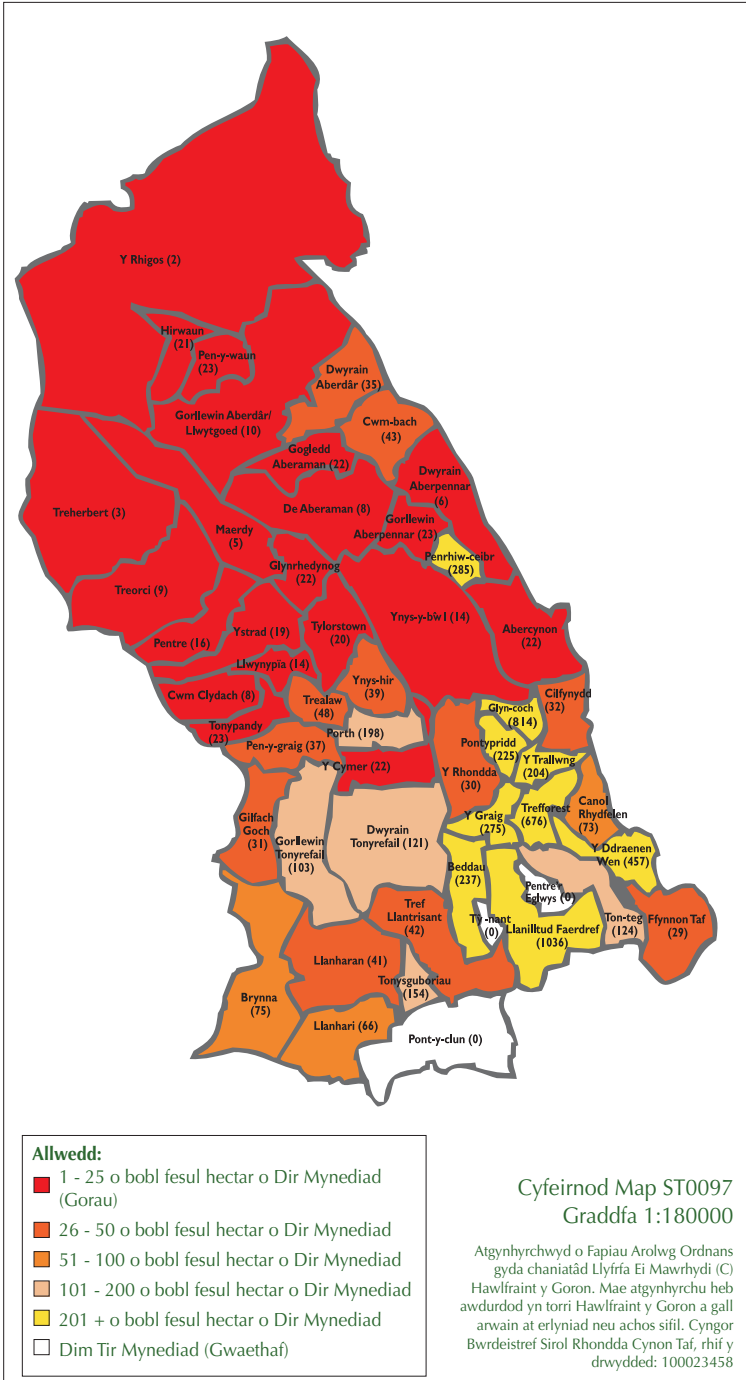 Y Rhigos (2)
Hirwaun
(21)
Pen-y-waun
(23)
Dwyrain
Aberdâr (35)
Gorllewin Aberdâr/
Llwytgoed (10)
Cwm-bach
(43)
Gogledd
Aberaman (22)
Dwyrain
Aberpennar
(6)
Treherbert (3)
De Aberaman (8)
Gorllewin
Aberpennar (23)
Maerdy
(5)
Penrhiw-ceibr
(285)
Glynrhedynog
(22)
Treorci (9)
Ynys-y-bŵl (14)
Abercynon
(22)
Pentre (16)
Ystrad (19)
Tylorstown
(20)
Llwynypïa (14)
Ynys-hir
(39)
Cwm Clydach (8)
Trealaw
(48)
Cilfynydd
(32)
Glyn-coch
(814)
Tonypandy
(23)
Porth (198)
Pen-y-graig (37)
Pontypridd
(225)
Y Trallwng
(204)
Y Cymer (22)
Y Rhondda
(30)
Gilfach
Goch
(31)
Gorllewin
Tonyrefail
(103)
Dwyrain
Tonyrefail (121)
Y Graig
(275)
Trefforest
(676)
Canol
Rhydfelen
(73)
Y Ddraenen
Wen (457)
Beddau
(237)
Pentre'r
Eglwys (0)
Tref
Llantrisant
(42)
Ty-nant
(0)
Llanilltud Faerdref
(1036)
Ton-teg
(124)
Ffynnon Taf
(29)
Llanharan (41)
Tonysguboriau
(154)
Brynna
(75)
Llanhari (66)
Pont-y-clun (0)
Allwedd:
1 - 25 o bobl fesul hectar o Dir Mynediad
(Gorau)
26 - 50 o bobl fesul hectar o Dir Mynediad
51 - 100 o bobl fesul hectar o Dir Mynediad
101 - 200 o bobl fesul hectar o Dir Mynediad
201 + o bobl fesul hectar o Dir Mynediad
Dim Tir Mynediad (Gwaethaf)
Cyfeirnod Map ST0097
Graddfa 1:180000
Atgynhyrchwyd o Fapiau Arolwg Ordnans
gyda chaniatâd Llyfrfa Ei Mawrhydi (C)
Hawlfraint y Goron. Mae atgynhyrchu heb
awdurdod yn torri Hawlfraint y Goron a gall
arwain at erlyniad neu achos sifil. Cyngor
Bwrdeistref Sirol Rhondda Cynon Taf, rhif y
drwydded: 100023458